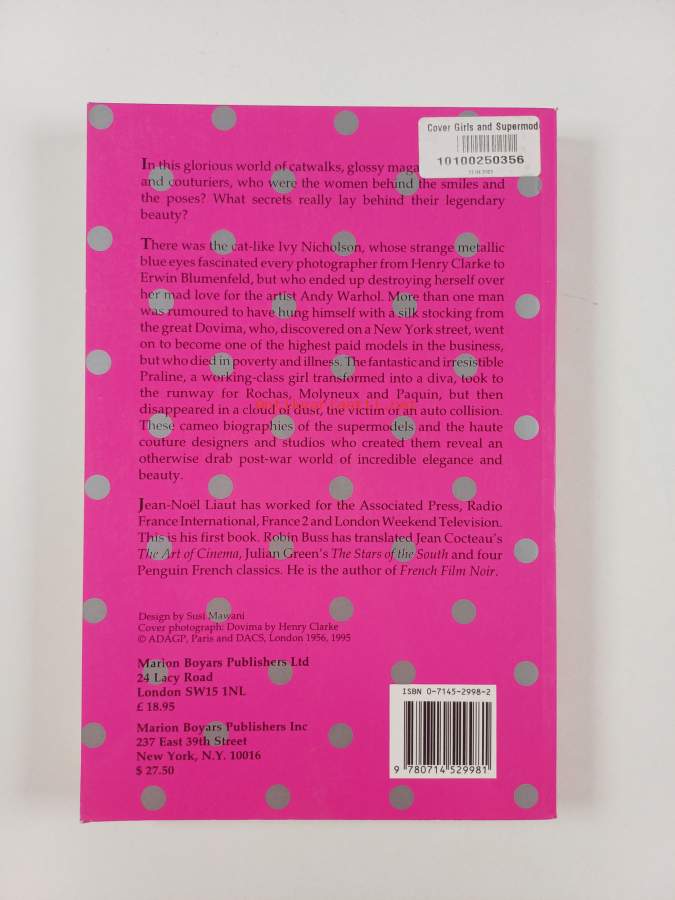 Cover Girls and Supermod
10100250356
In this glorious world of catwalks, glossy maga
and couturiers, who were the women behind the smiles and
the poses? What secrets really lay behind their legendary
beauty?
There was the cat-like Ivy Nicholson, whose strange metallic
blue eyes fascinated every photographer from Henry Clarke to
Erwin Blumenfeld, but who ended up destroying herself over
her mad love for the artist Andy Warhol. More than one man
was rumoured to have hung himself with a silk stocking from
the great Dovima, who, discovered on a New York street, went
on to become one of the highest paid models in the business,
but who died in poverty and illness. The fantastic and irresistible
Praline, a working-class girl transformed into a diva, took to
the runway for Rochas, Molyneux and Paquin, but then
disappeared in a cloud of dust, the victim of an auto collision.
These cameo biographies of the supermodels and the haute
couture designers and studios who created them reveal an
otherwise drab post-war world of incredible elegance and
beauty.
Jean-Noël Liaut has worked for the Associated Press, Radio
France International, France 2 and London Weekend Television.
This is his first book. Robin Buss has translated Jean Cocteau's
The Art of Cinema, Julian Green's The Stars of the South and four
Penguin French classics. He is the author of French Film Noir.
Design by Susi Mawani
Cover photograph: Dovima by Henry Clarke
© ADAGP, Paris and DACS, London 1956, 1995
Marion Boyars Publishers Ltd
24 Lacy Road
London SW15 1NL
£ 18.95
Marion Boyars Publishers Inc
237 East 39th Street
New York, N.Y. 10016
$ 27.50
ISBN 0-7145-2998-2
9 780714 529981